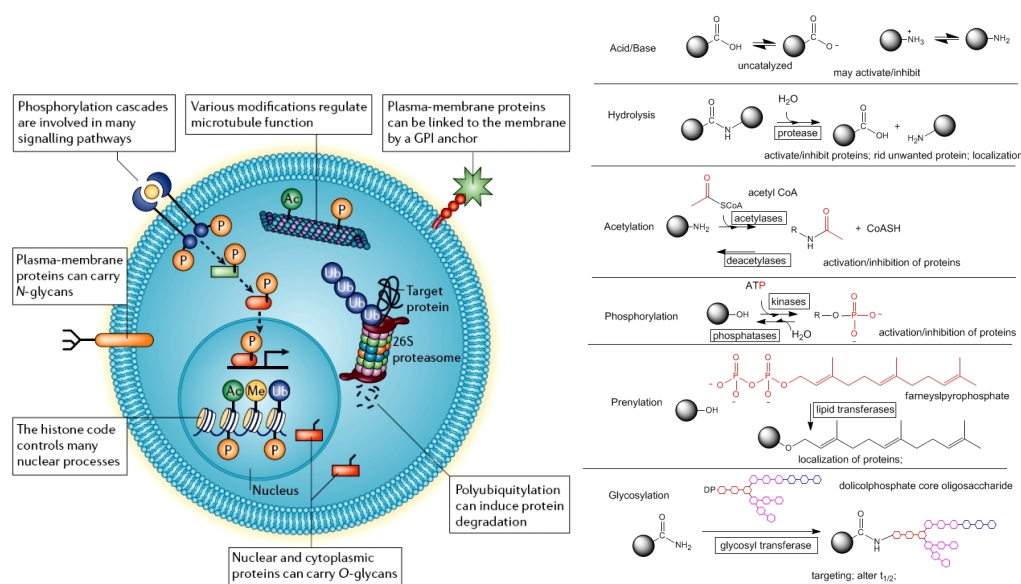 Phosphorylation cascades
are involved in many
signalling pathways
Various modifications regulate
microtubule function
Plasma-membrane proteins
can be linked to the membrane
by a GPI anchor
Ac
P
P
P
P
P
Plasma-membrane
proteins can carry
N-glycans
Ub
Ub
Ub
Ub
Target
protein
26S
proteasome
P
Ac
Me
Ub
P
P
The histone code
controls many
nuclear processes
Nucleus
Polyubiquitylation
can induce protein
degradation
Nuclear and cytoplasmic
proteins can carry O-glycans
Acid/Base
C
O
OH
uncatalyzed
C
O
O-
+
NH3
NH2
may activate/inhibit
Hydrolysis
O
C
N
H
H2O
protease
O
C
OH
+
H2N
activate/inhibit proteins; rid unwanted protein; localization
Acetylation
O
SCoA
acetyl CoA
NH2
acetylases
deacetylases
R
N
H
O
+ CoASH
activation/inhibition of proteins
Phosphorylation
ATP
kinases
OH
phosphatases
H2O
R
O
P
O
O-
O-
activation/inhibition of proteins
Prenylation
O
O
-O
P
O
P
O
O-
O-
farneyslpyrophosphate
OH
lipid transferases
O
localization of proteins;
Glycosylation
DP
dolicolphosphate core oligosaccharide
O
C
NH2
glycosyl transferase
O
C
N
H
targeting; alter t1/2;